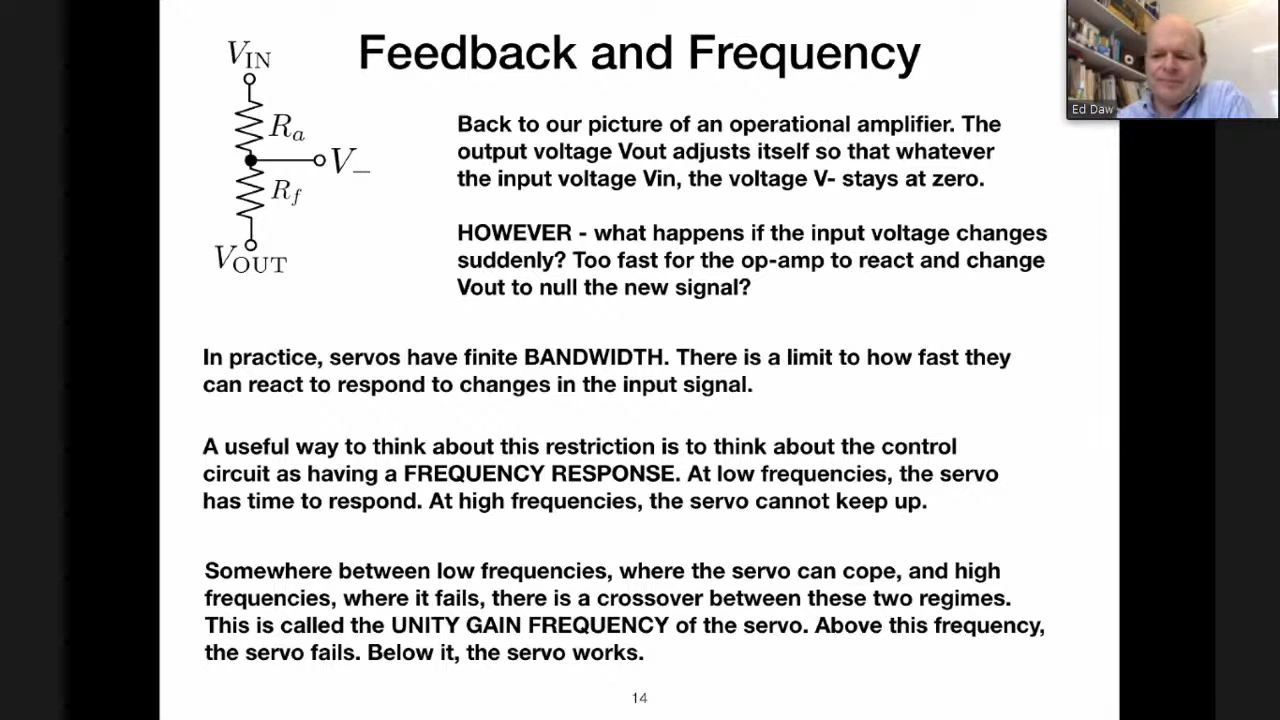 Feedback and Frequency
V_IN
R_a
V_−
R_f
V_OUT
Back to our picture of an operational amplifier. The
output voltage Vout adjusts itself so that whatever
the input voltage Vin, the voltage V- stays at zero.
HOWEVER - what happens if the input voltage changes
suddenly? Too fast for the op-amp to react and change
Vout to null the new signal?
In practice, servos have finite BANDWIDTH. There is a limit to how fast they
can react to respond to changes in the input signal.
A useful way to think about this restriction is to think about the control
circuit as having a FREQUENCY RESPONSE. At low frequencies, the servo
has time to respond. At high frequencies, the servo cannot keep up.
Somewhere between low frequencies, where the servo can cope, and high
frequencies, where it fails, there is a crossover between these two regimes.
This is called the UNITY GAIN FREQUENCY of the servo. Above this frequency,
the servo fails. Below it, the servo works.
14
Ed Daw